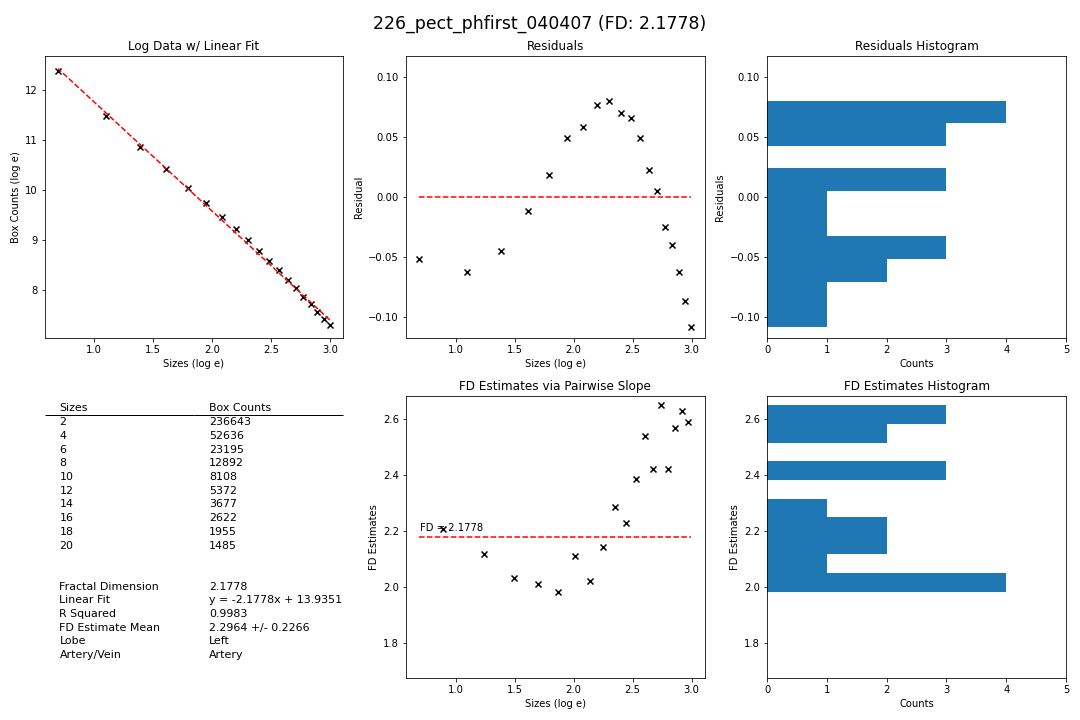 226_pect_phfirst_040407 (FD: 2.1778)
Log Data w/ Linear Fit
Box Counts (log e)
12
11
10
9
8
1.0 1.5 2.0 2.5 3.0
Sizes (log e)
Residuals
Residual
0.10
0.05
0.00
−0.05
−0.10
1.0 1.5 2.0 2.5 3.0
Sizes (log e)
Residuals Histogram
Residuals
0.10
0.05
0.00
−0.05
−0.10
0 1 2 3 4 5
Counts
Sizes Box Counts
2 236643
4 52636
6 23195
8 12892
10 8108
12 5372
14 3677
16 2622
18 1955
20 1485
Fractal Dimension 2.1778
Linear Fit y = -2.1778x + 13.9351
R Squared 0.9983
FD Estimate Mean 2.2964 +/- 0.2266
Lobe Left
Artery/Vein Artery
FD Estimates via Pairwise Slope
FD Estimates
2.6
2.4
2.2
2.0
1.8
FD = 2.1778
1.0 1.5 2.0 2.5 3.0
Sizes (log e)
FD Estimates Histogram
FD Estimates
2.6
2.4
2.2
2.0
1.8
0 1 2 3 4 5
Counts